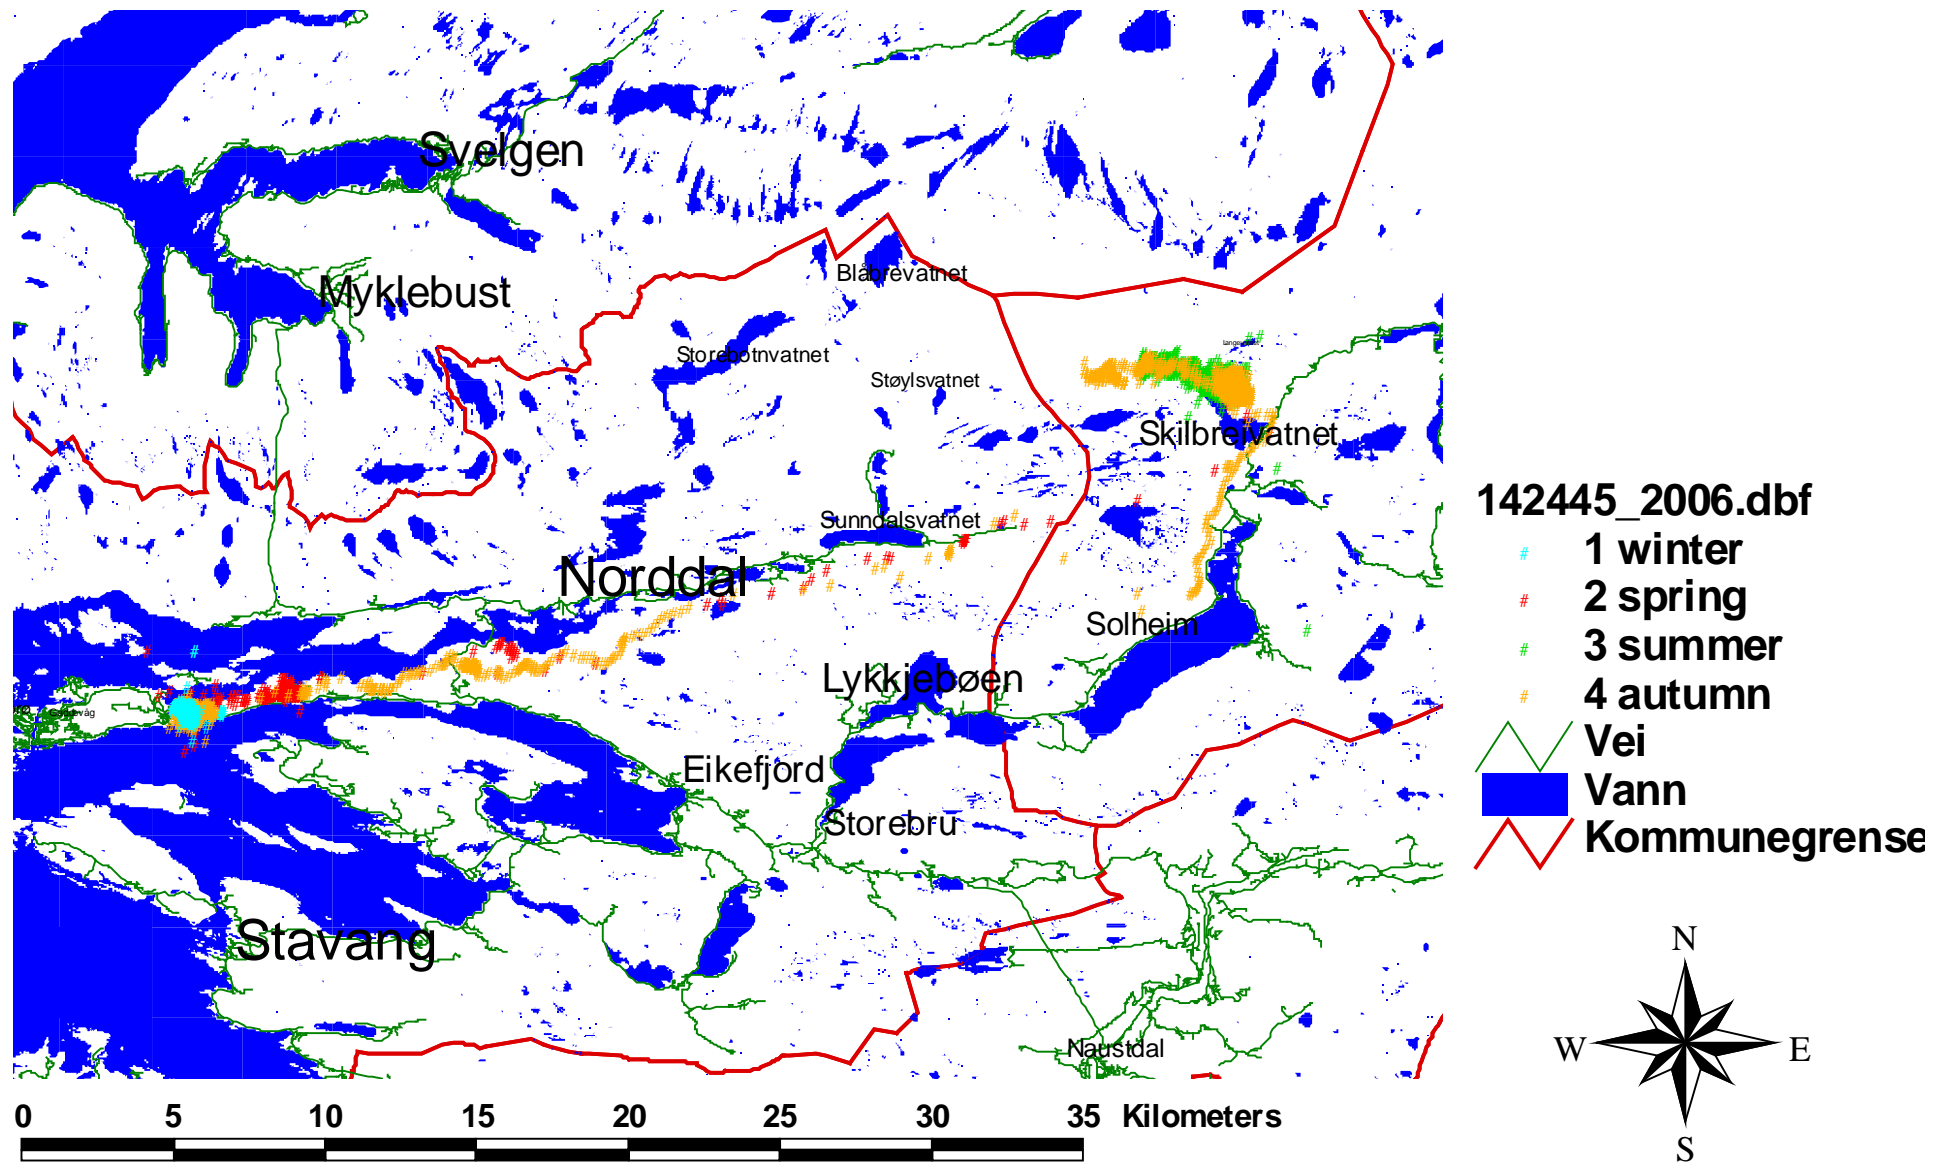 Svelgen
Myklebust
Blåbrevatnet
Storebotnvatnet
Støylsvatnet
Skilbreivatnet
Sunndalsvatnet
Norddal
Solheim
Lykkjebøen
Eikefjord
Storebru
Stavang
Naustdal
142445_2006.dbf
# 1 winter
# 2 spring
# 3 summer
# 4 autumn
Vei
Vann
Kommunegrense
N
W E
S
0 5 10 15 20 25 30 35 Kilometers